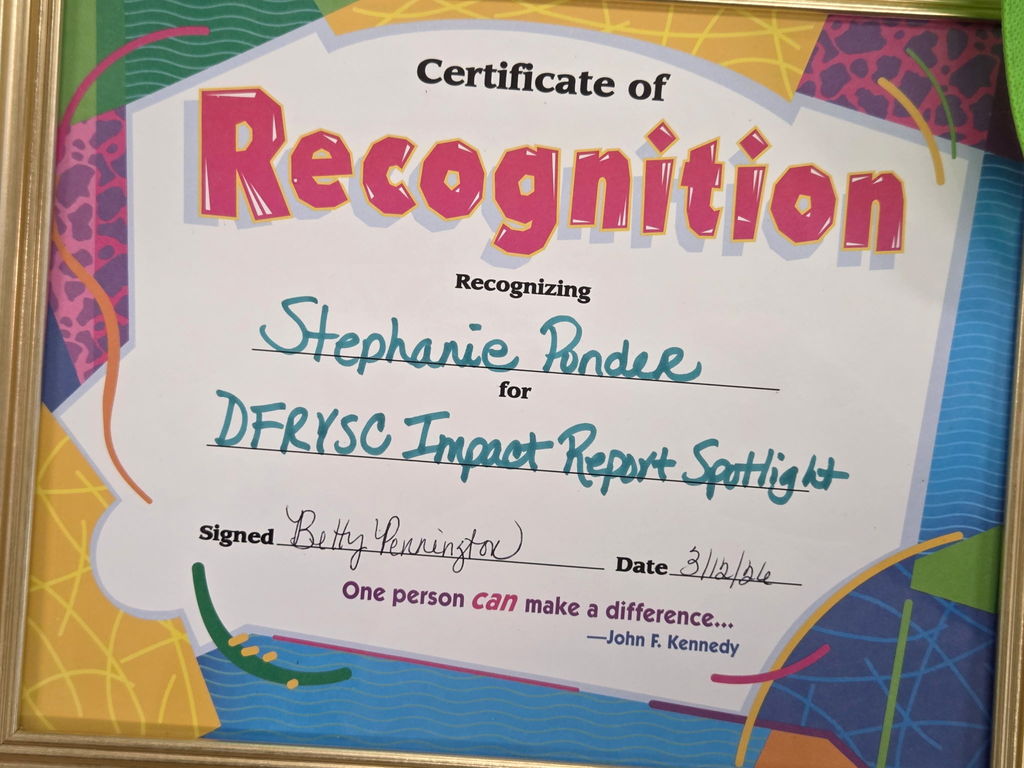 Certificate of
Recognition
Recognizing
Stephanie Ponder
for
DFRYSC Impact Report Spotlight
Signed Betty Pennington Date 3/12/26
One person can make a difference...
—John F. Kennedy